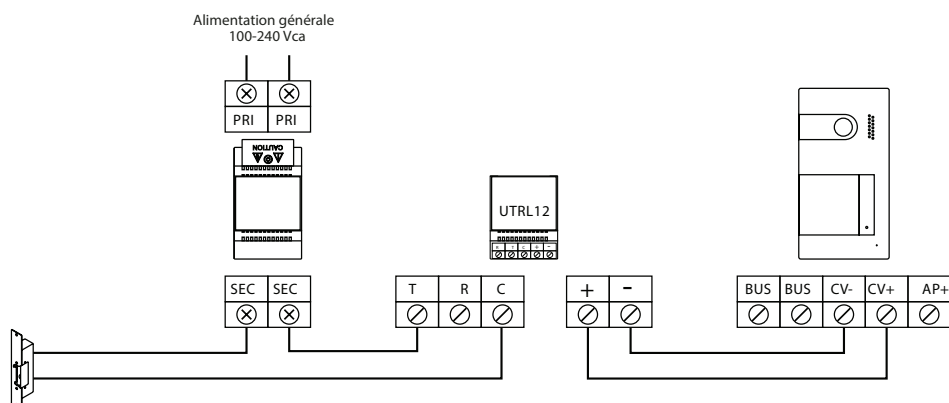 Alimentation générale
100-240 Vca
PRI PRI
CAUTION
UTRL12
R T C + -
SEC SEC
T R C
+ -
BUS BUS CV- CV+ AP+